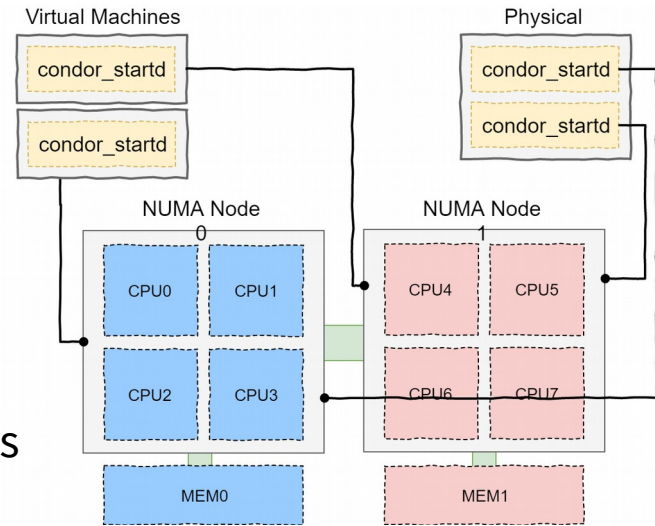 Virtual Machines
Physical
condor_startd
condor_startd
condor_startd
condor_startd
NUMA Node
0
NUMA Node
1
CPU0
CPU1
CPU4
CPU5
CPU2
CPU3
CPU6
CPU7
s
MEM0
MEM1